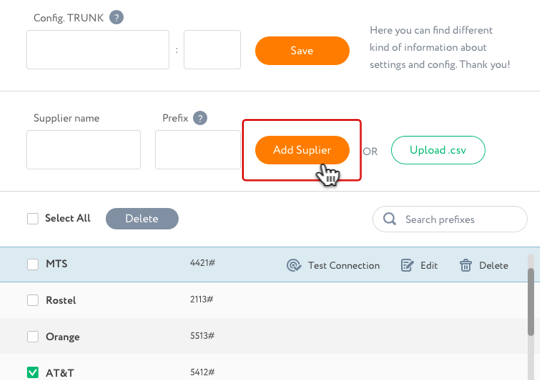 Config. TRUNK ?
:
Save
Here you can find different
kind of information about
settings and config. Thank you!
Supplier name
Prefix ?
Add Suplier
OR
Upload .csv
Select All
Delete
Search prefixes
MTS 4421# Test Connection Edit Delete
Rostel 2113#
Orange 5513#
AT&T 5412#